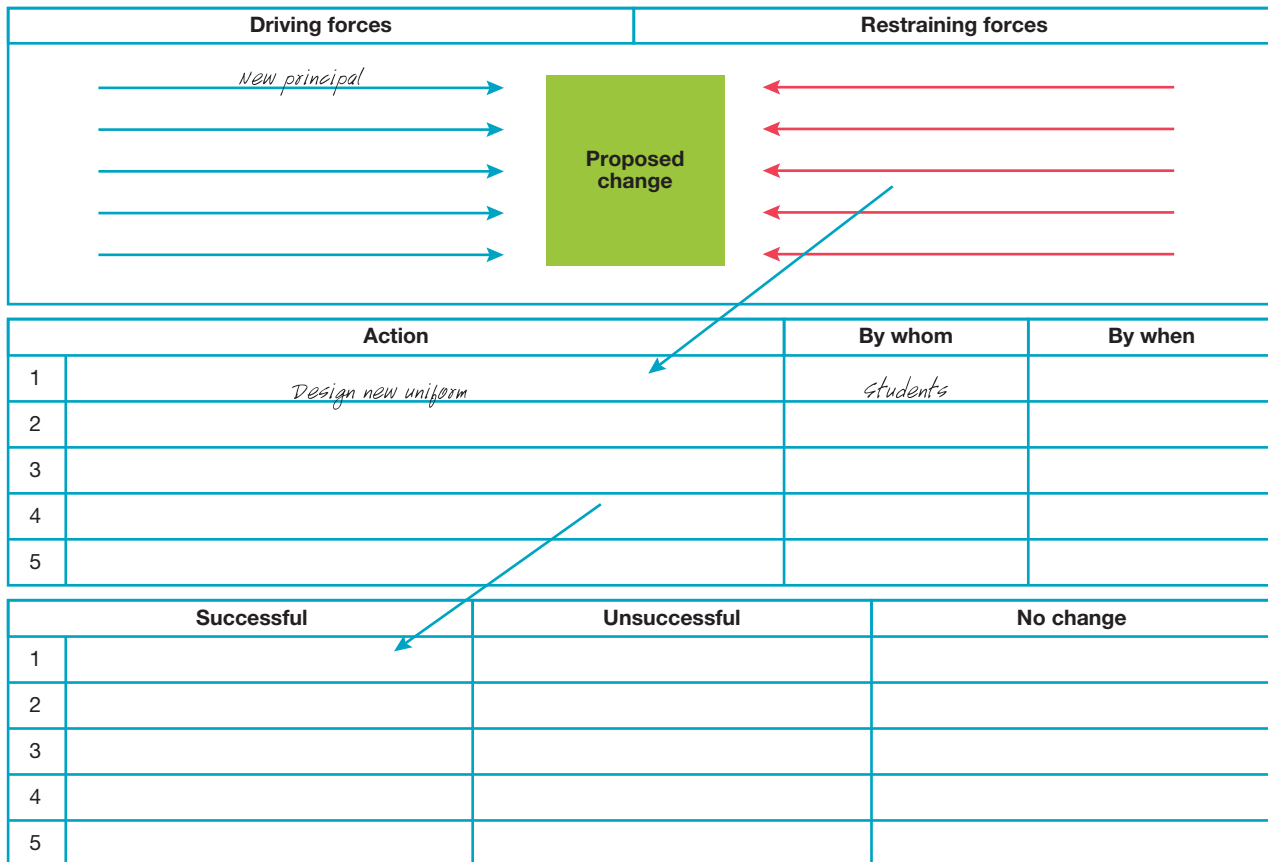 Driving forces Restraining forces
New principal
Proposed
change
Action By whom By when
1 Design new uniform Students
2
3
4
5
Successful Unsuccessful No change
1
2
3
4
5